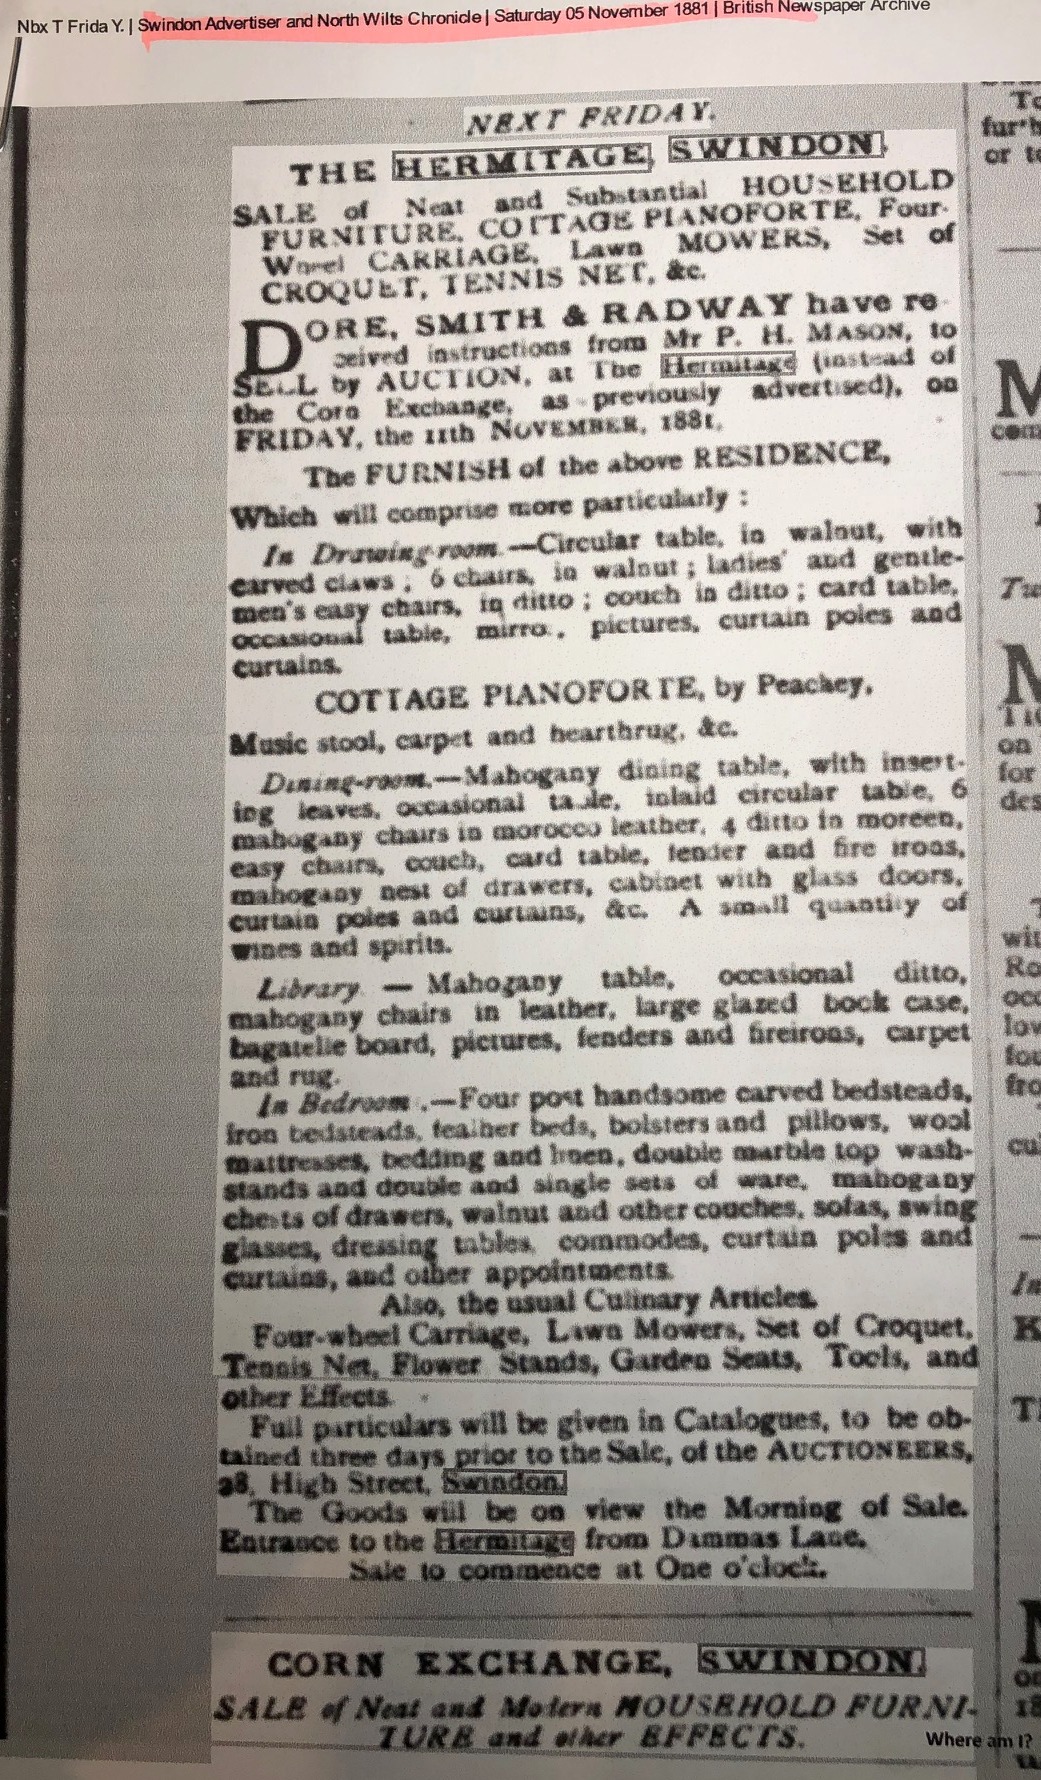 Nbx T Frida Y. | Swindon Advertiser and North Wilts Chronicle | Saturday 05 November 1881 | British Newspaper Archive
NEXT FRIDAY.
THE HERMITAGE, SWINDON.
SALE of Neat and Substantial HOUSEHOLD
FURNITURE, COTTAGE PIANOFORTE, Four-
Wheel CARRIAGE, Lawn MOWERS, Set of
CROQUET, TENNIS NET, &c.
DORE, SMITH & RADWAY have re-
ceived instructions from Mr P. H. MASON, to
SELL by AUCTION, at The Hermitage (instead of
the Corn Exchange, as previously advertised), on
FRIDAY, the 11th NOVEMBER, 1881,
The FURNISH of the above RESIDENCE,
Which will comprise more particularly :
In Drawing-room.—Circular table, in walnut, with
carved claws ; 6 chairs, in walnut ; ladies' and gentle-
men's easy chairs, in ditto ; couch in ditto ; card table,
occasional table, mirror, pictures, curtain poles and
curtains.
COTTAGE PIANOFORTE, by Peachey,
Music stool, carpet and hearthrug, &c.
Dining-room.—Mahogany dining table, with insert-
ing leaves, occasional table, inlaid circular table, 6
mahogany chairs in morocco leather, 4 ditto in moreen,
easy chairs, couch, card table, fender and fire irons,
mahogany nest of drawers, cabinet with glass doors,
curtain poles and curtains, &c. A small quantity of
wines and spirits.
Library — Mahogany table, occasional ditto,
mahogany chairs in leather, large glazed book case,
bagatelle board, pictures, fenders and fireirons, carpet
and rug.
In Bedroom.—Four post handsome carved bedsteads,
iron bedsteads, feather beds, bolsters and pillows, wool
mattresses, bedding and linen, double marble top wash-
stands and double and single sets of ware, mahogany
chests of drawers, walnut and other couches, sofas, swing
glasses, dressing tables, commodes, curtain poles and
curtains, and other appointments.
Also, the usual Culinary Articles.
Four-wheel Carriage, Lawn Mowers, Set of Croquet,
Tennis Net, Flower Stands, Garden Seats, Tools, and
other Effects.
Full particulars will be given in Catalogues, to be ob-
tained three days prior to the Sale, of the AUCTIONEERS,
28, High Street, Swindon.
The Goods will be on view the Morning of Sale.
Entrance to the Hermitage from Dammas Lane.
Sale to commence at One o'clock.
CORN EXCHANGE, SWINDON.
SALE of Neat and Modern HOUSEHOLD FURNI-
TURE and other EFFECTS.
Where am I?